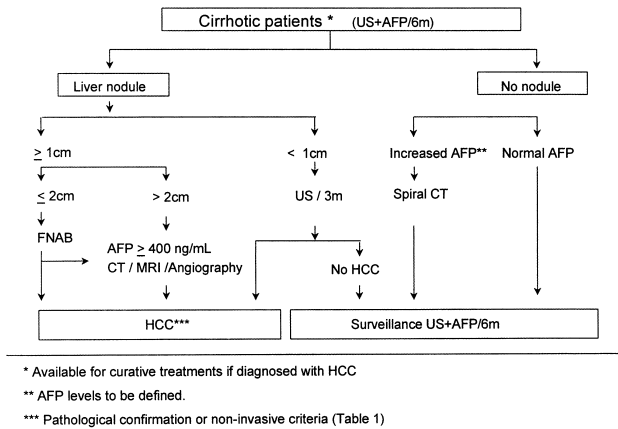 Cirrhotic patients * (US+AFP/6m)
Liver nodule
No nodule
≥ 1cm
< 1cm
Increased AFP**
Normal AFP
≤ 2cm
> 2cm
US / 3m
Spiral CT
FNAB
AFP ≥ 400 ng/mL
CT / MRI /Angiography
No HCC
HCC***
Surveillance US+AFP/6m
* Available for curative treatments if diagnosed with HCC
** AFP levels to be defined.
*** Pathological confirmation or non-invasive criteria (Table 1)